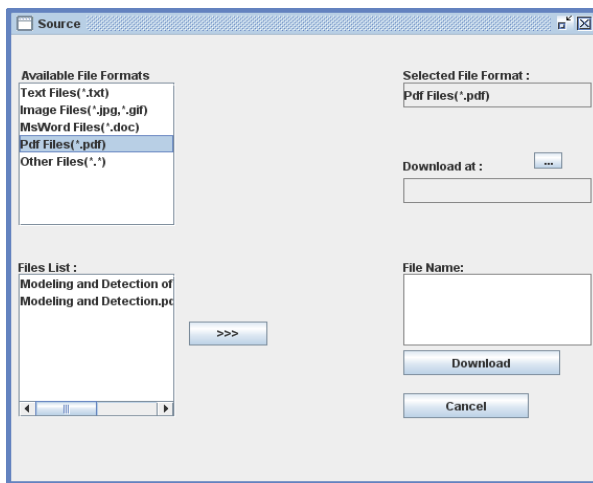 Source
Available File Formats
Text Files(*.txt)
Image Files(*.jpg,*.gif)
MsWord Files(*.doc)
Pdf Files(*.pdf)
Other Files(*.*)
Selected File Format :
Pdf Files(*.pdf)
Download at :
...
Files List :
Modeling and Detection of
Modeling and Detection.pd
>>>
File Name:
Download
Cancel